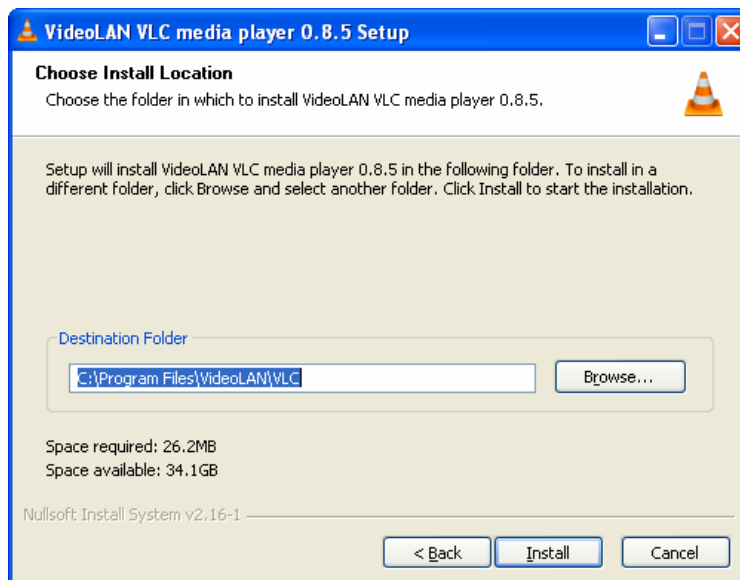 VideoLAN VLC media player 0.8.5 Setup
Choose Install Location
Choose the folder in which to install VideoLAN VLC media player 0.8.5.
Setup will install VideoLAN VLC media player 0.8.5 in the following folder. To install in a
different folder, click Browse and select another folder. Click Install to start the installation.
Destination Folder
C:\Program Files\VideoLAN\VLC
Browse...
Space required: 26.2MB
Space available: 34.1GB
Nullsoft Install System v2.16-1
< Back
Install
Cancel